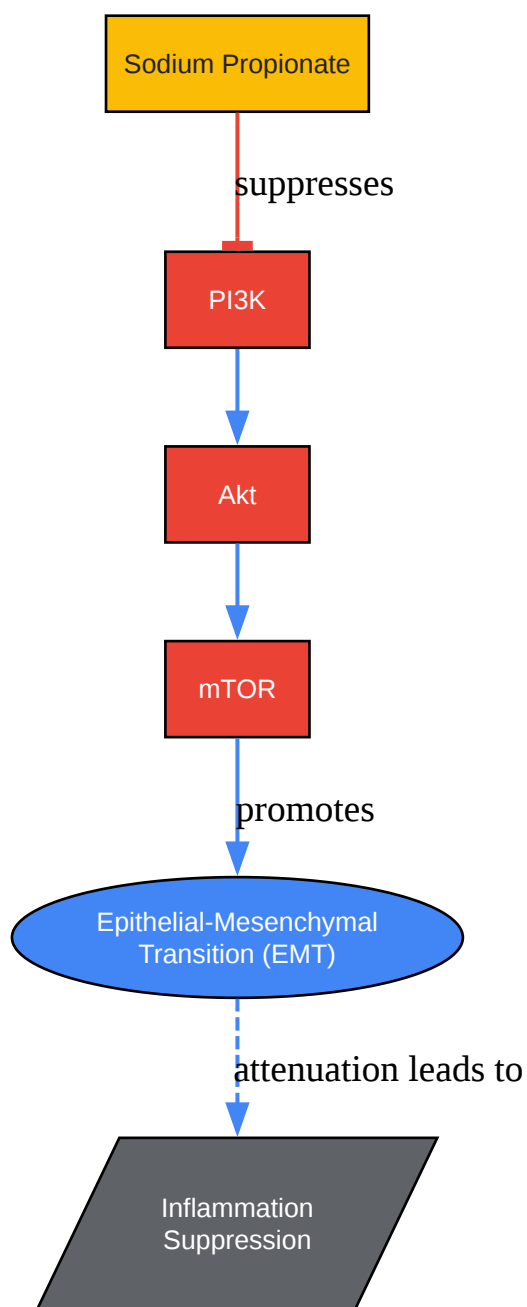 Sodium Propionate
suppresses
PI3K
Akt
mTOR
promotes
Epithelial-Mesenchymal
Transition (EMT)
attenuation leads to
Inflammation
Suppression